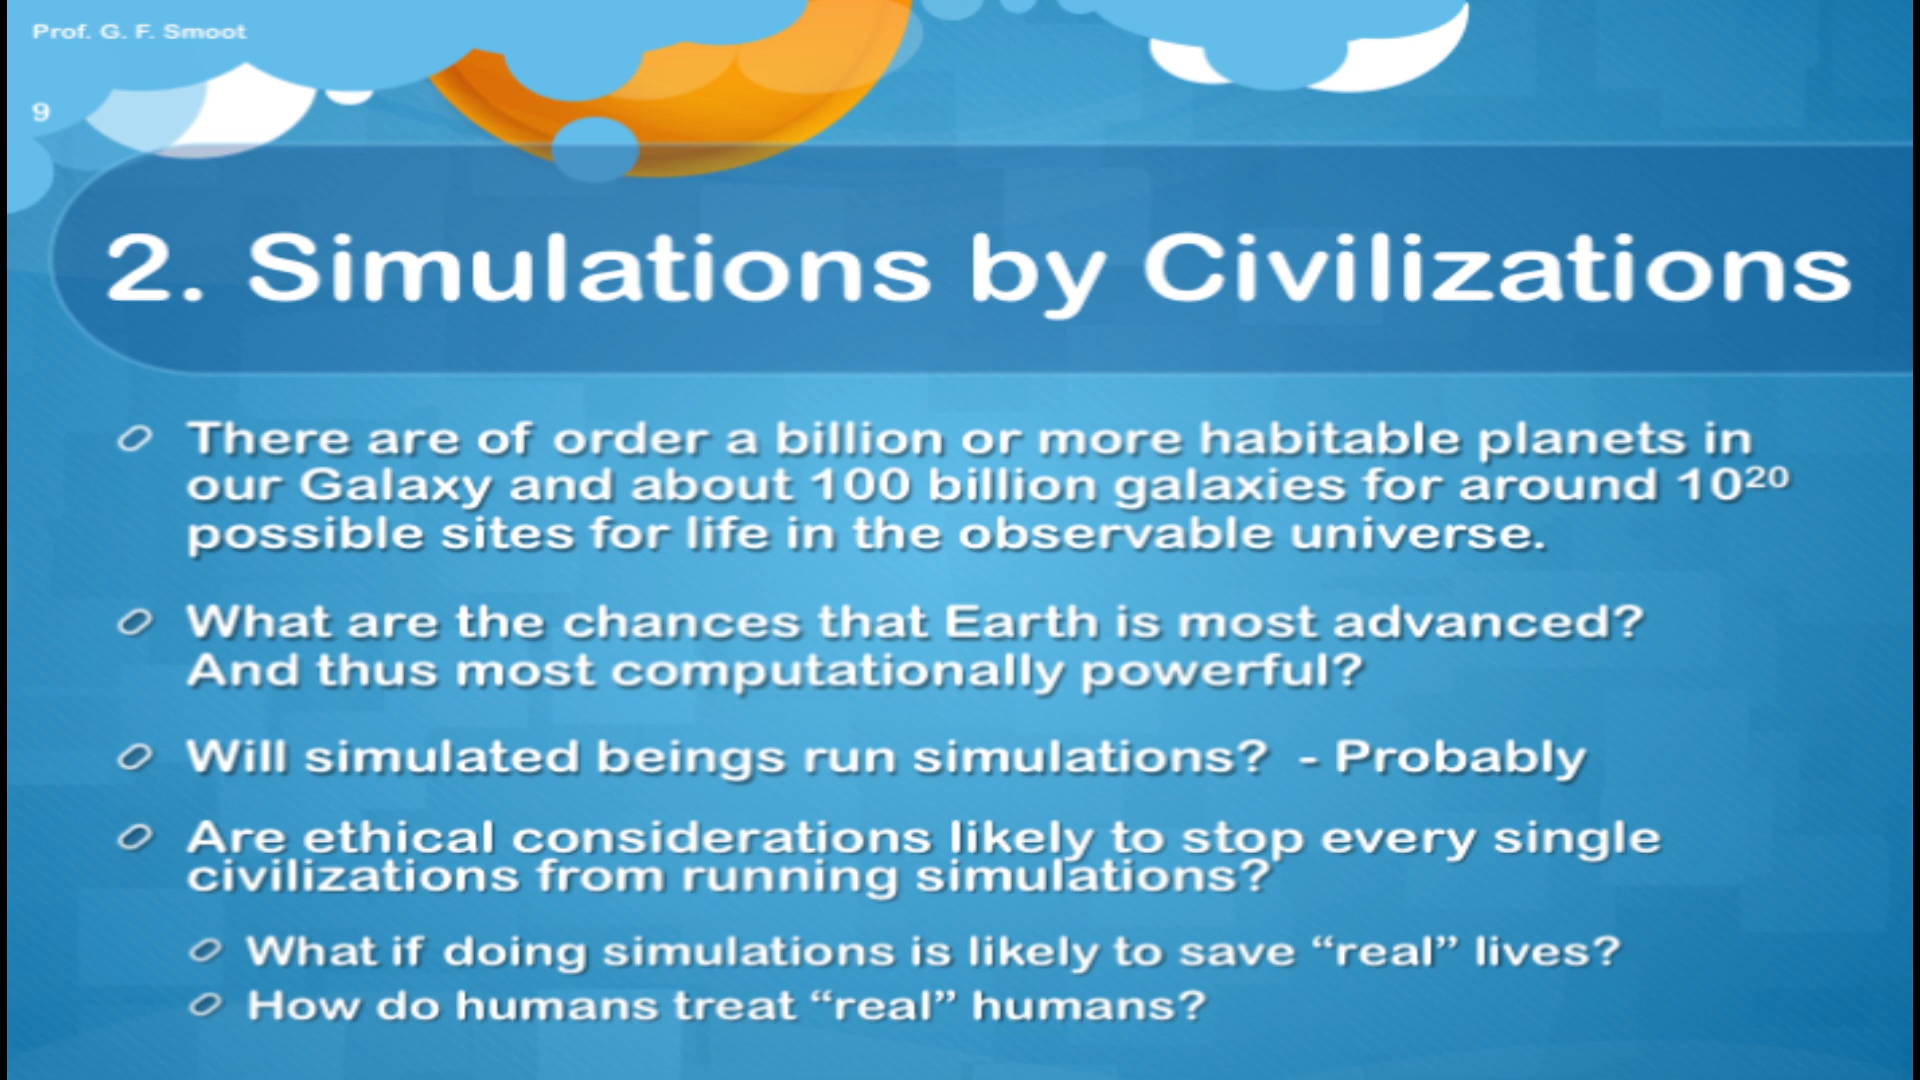 Prof. G. F. Smoot
9
2. Simulations by Civilizations
There are of order a billion or more habitable planets in
our Galaxy and about 100 billion galaxies for around 10²⁰
possible sites for life in the observable universe.
What are the chances that Earth is most advanced?
And thus most computationally powerful?
Will simulated beings run simulations? - Probably
Are ethical considerations likely to stop every single
civilizations from running simulations?
What if doing simulations is likely to save “real” lives?
How do humans treat “real” humans?